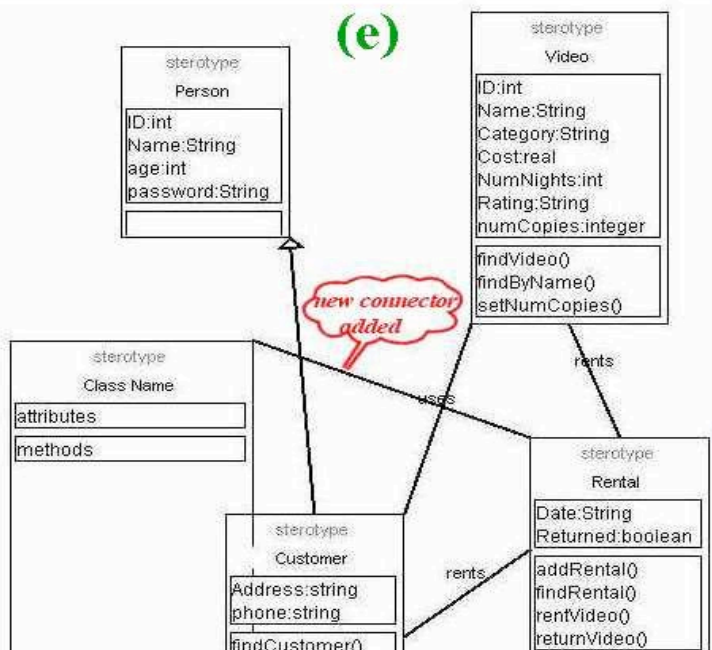 (e)
sterotype
Person
ID:int
Name:String
age:int
password:String
sterotype
Video
ID:int
Name:String
Category:String
Cost:real
NumNights:int
Rating:String
numCopies:integer
findVideo()
findByName()
setNumCopies()
new connector
added
sterotype
Class Name
attributes
methods
uses
rents
sterotype
Rental
Date:String
Returned:boolean
addRental()
findRental()
rentVideo()
returnVideo()
sterotype
Customer
Address:string
phone:string
findCustomer()
rents